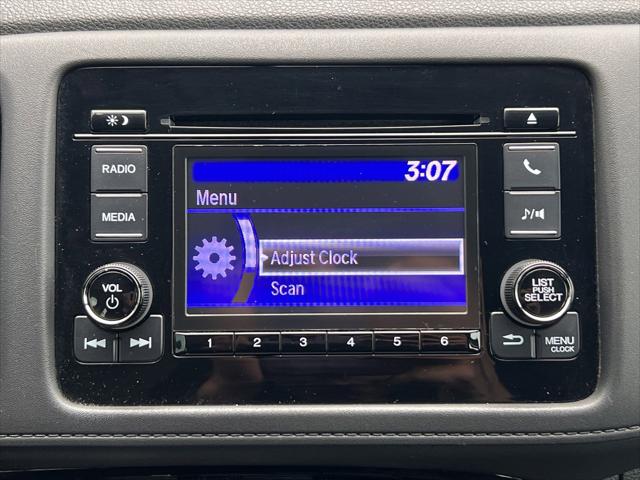 RADIO
MEDIA
VOL
3:07
Menu
Adjust Clock
Scan
1 2 3 4 5 6
LIST
PUSH
SELECT
MENU
CLOCK